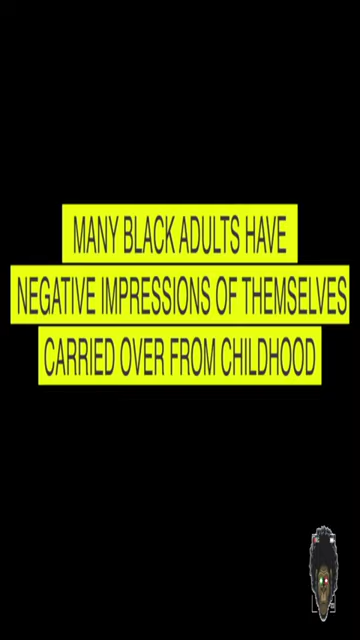 MANY BLACK ADULTS HAVE
NEGATIVE IMPRESSIONS OF THEMSELVES
CARRIED OVER FROM CHILDHOOD